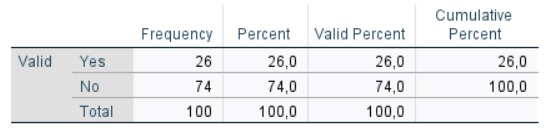 Frequency Percent Valid Percent Cumulative Percent
Valid Yes 26 26,0 26,0 26,0
No 74 74,0 74,0 100,0
Total 100 100,0 100,0